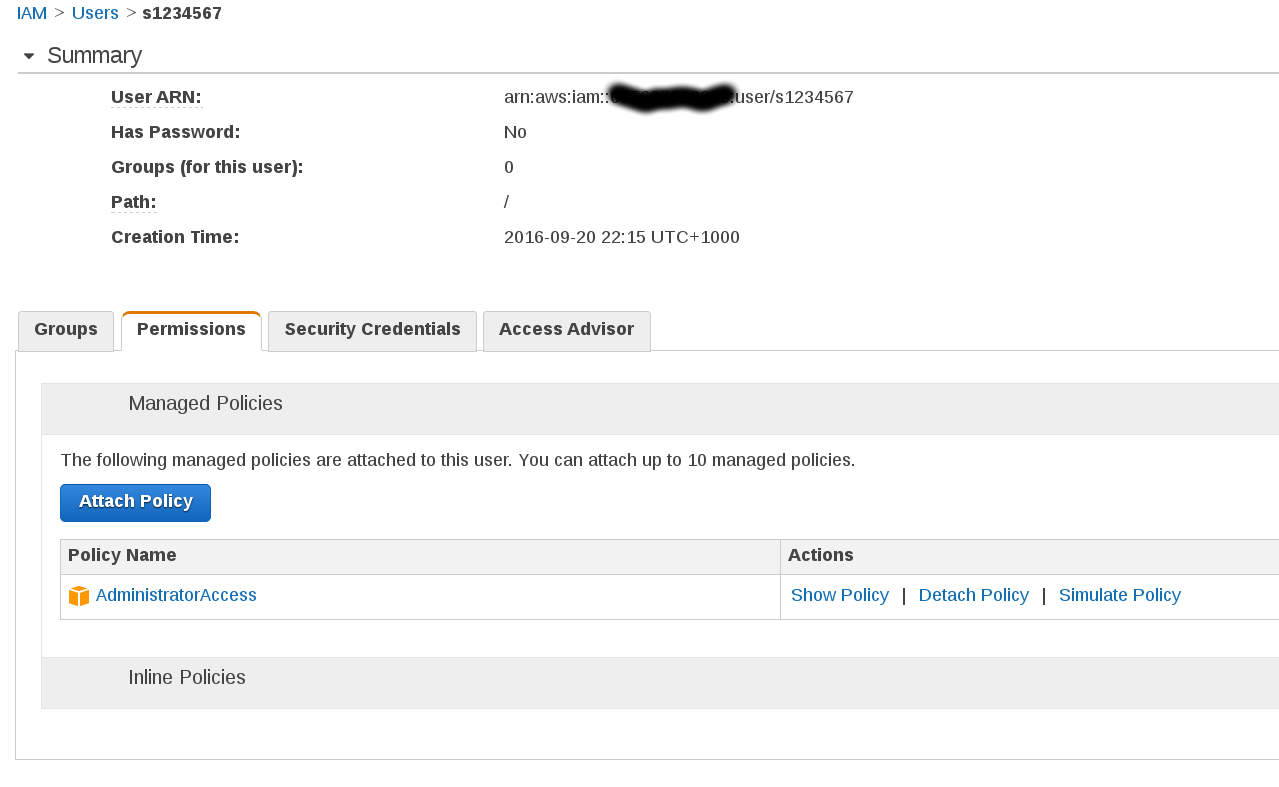 IAM > Users > s1234567
Summary
User ARN: arn:aws:iam:: :user/s1234567
Has Password: No
Groups (for this user): 0
Path: /
Creation Time: 2016-09-20 22:15 UTC+1000
Groups Permissions Security Credentials Access Advisor
Managed Policies
The following managed policies are attached to this user. You can attach up to 10 managed policies.
Attach Policy
Policy Name Actions
AdministratorAccess Show Policy | Detach Policy | Simulate Policy
Inline Policies